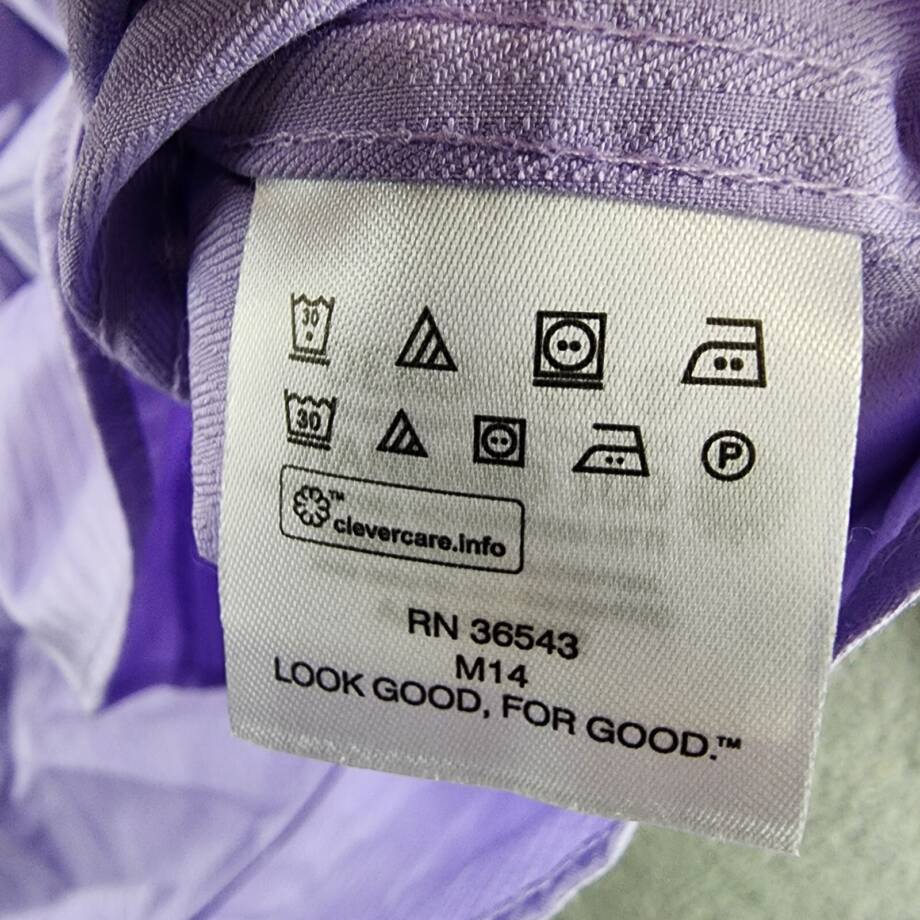 30
30 P
™
clevercare.info
RN 36543
M14
LOOK GOOD, FOR GOOD.™